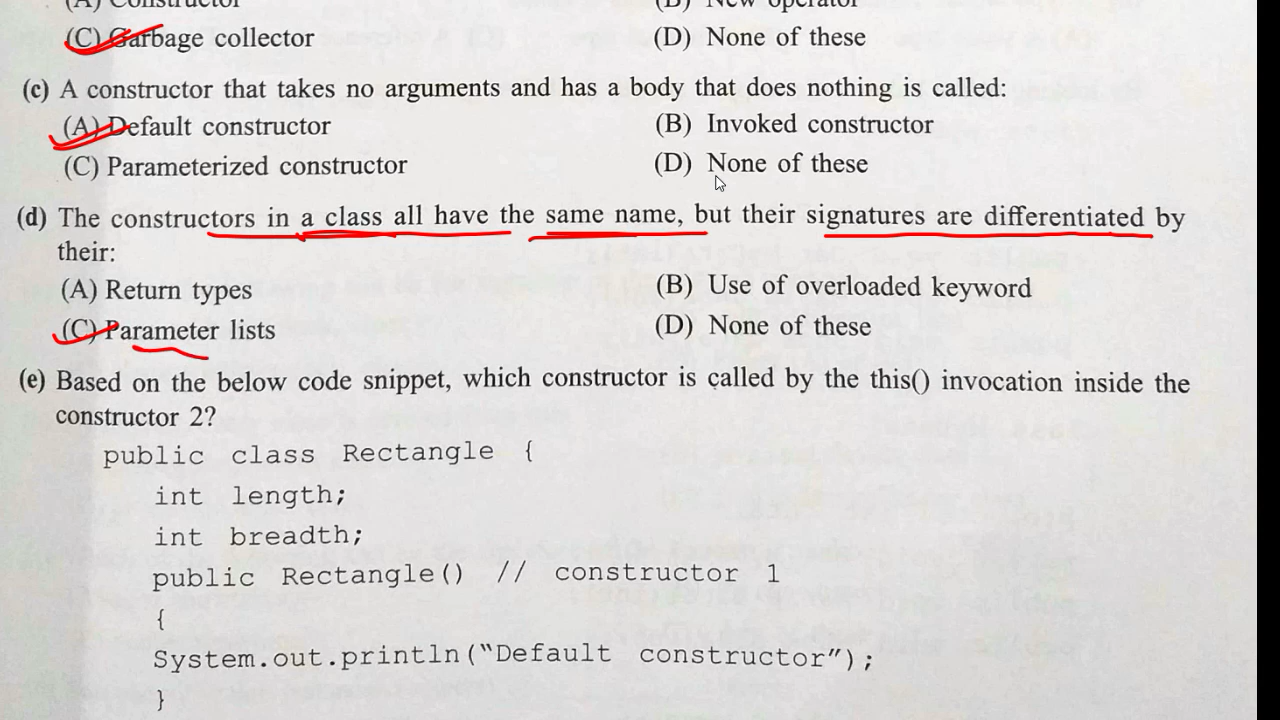 (A) Constructor
(B) New operator
(C) Garbage collector
(D) None of these
(c) A constructor that takes no arguments and has a body that does nothing is called:
(A) Default constructor
(B) Invoked constructor
(C) Parameterized constructor
(D) None of these
(d) The constructors in a class all have the same name, but their signatures are differentiated by
their:
(A) Return types
(B) Use of overloaded keyword
(C) Parameter lists
(D) None of these
(e) Based on the below code snippet, which constructor is called by the this() invocation inside the
constructor 2?
public class Rectangle {
int length;
int breadth;
public Rectangle() // constructor 1
{
System.out.println(“Default constructor”);
}